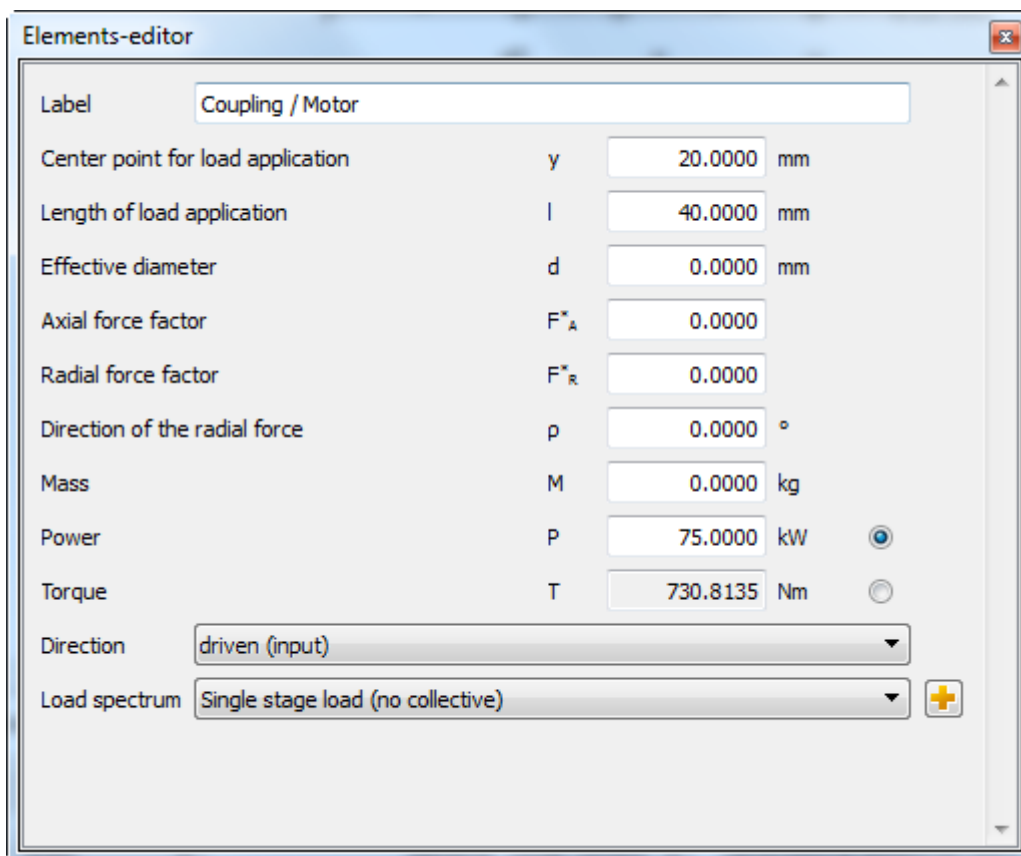 Elements-editor
Label Coupling / Motor
Center point for load application y 20.0000 mm
Length of load application l 40.0000 mm
Effective diameter d 0.0000 mm
Axial force factor F*A 0.0000
Radial force factor F*R 0.0000
Direction of the radial force ρ 0.0000 °
Mass M 0.0000 kg
Power P 75.0000 kW
Torque T 730.8135 Nm
Direction driven (input)
Load spectrum Single stage load (no collective)